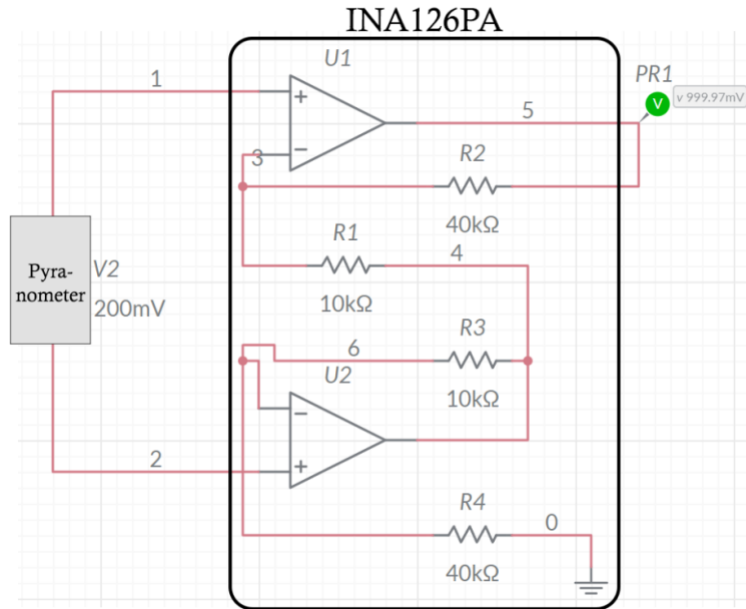 INA126PA
U1
PR1
1
v 999.97mV
5
3
R2
40kΩ
R1
4
Pyra-
nometer
V2
200mV
10kΩ
R3
6
U2
10kΩ
2
R4
0
40kΩ